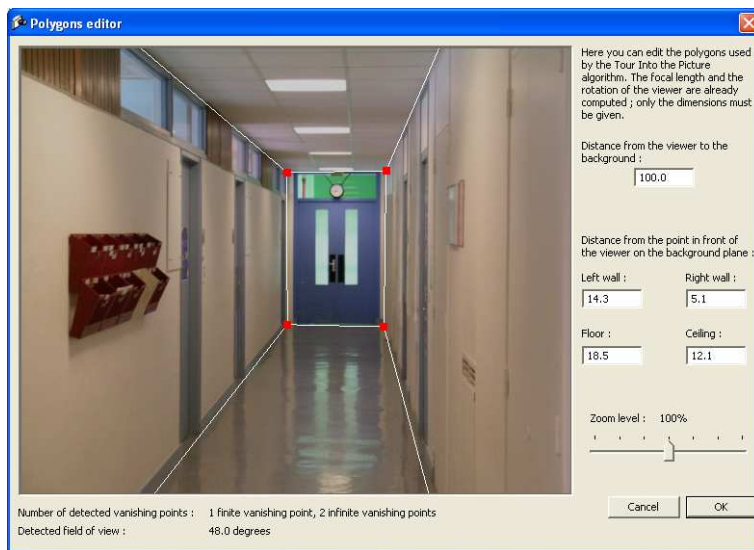 Polygons editor
Here you can edit the polygons used
by the Tour Into the Picture
algorithm. The focal length and the
rotation of the viewer are already
computed ; only the dimensions must
be given.
Distance from the viewer to the
background :
100.0
Distance from the point in front of
the viewer on the background plane :
Left wall :
Right wall :
14.3
5.1
Floor :
Ceiling :
18.5
12.1
Zoom level :
100%
Cancel
OK
Number of detected vanishing points :
1 finite vanishing point, 2 infinite vanishing points
Detected field of view :
48.0 degrees